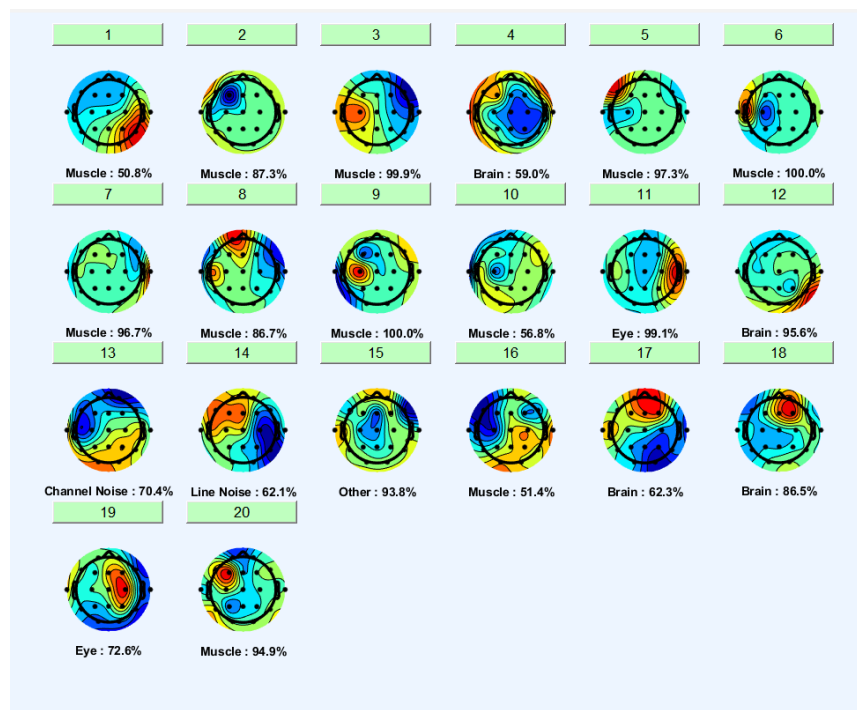 1 2 3 4 5 6
Muscle : 50.8% Muscle : 87.3% Muscle : 99.9% Brain : 59.0% Muscle : 97.3% Muscle : 100.0%
7 8 9 10 11 12
Muscle : 96.7% Muscle : 86.7% Muscle : 100.0% Muscle : 56.8% Eye : 99.1% Brain : 95.6%
13 14 15 16 17 18
Channel Noise : 70.4% Line Noise : 62.1% Other : 93.8% Muscle : 51.4% Brain : 62.3% Brain : 86.5%
19 20
Eye : 72.6% Muscle : 94.9%